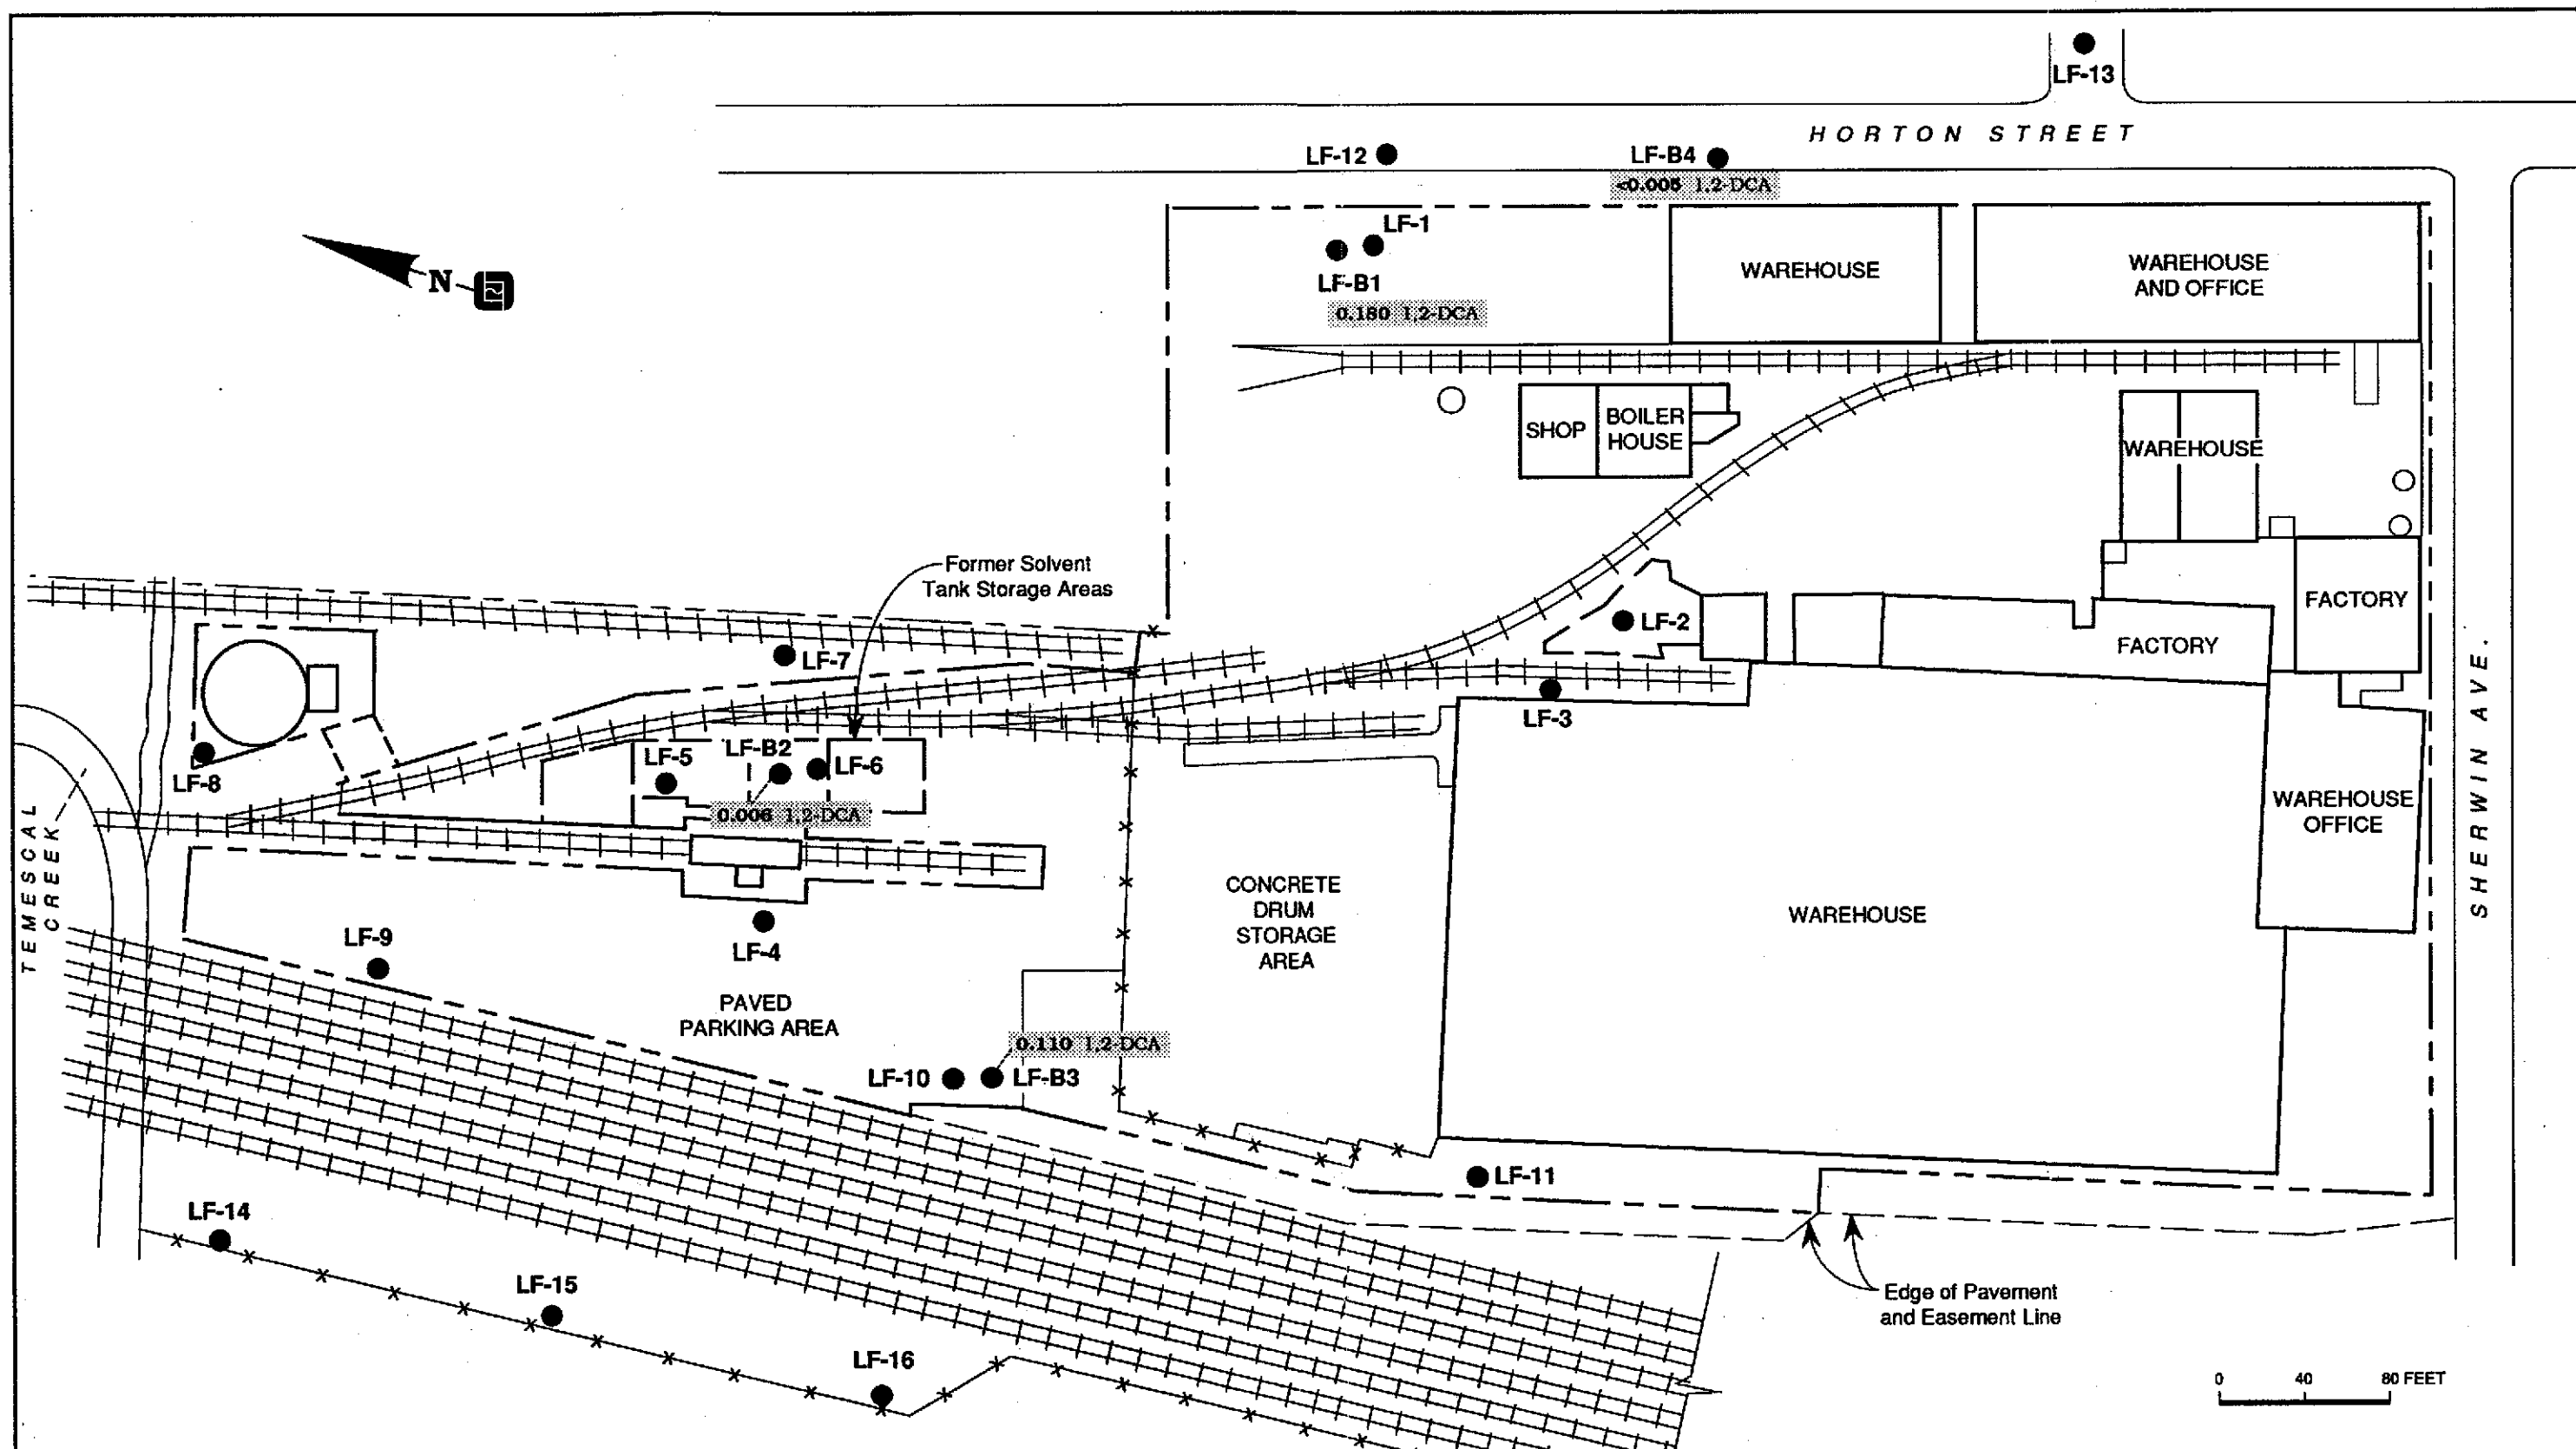 LF-13
HORTON STREET
LF-12
LF-B4
<0.005 1,2-DCA
LF-1
LF-B1
0.180 1,2-DCA
WAREHOUSE
WAREHOUSE
AND OFFICE
N
SHOP
BOILER
HOUSE
WAREHOUSE
Former Solvent
Tank Storage Areas
LF-2
FACTORY
FACTORY
LF-7
LF-3
LF-8
LF-5
LF-B2
LF-6
0.006 1,2-DCA
WAREHOUSE
OFFICE
SHERWIN AVE.
TEMESCAL
CREEK
LF-9
LF-4
CONCRETE
DRUM
STORAGE
AREA
WAREHOUSE
PAVED
PARKING AREA
0.110 1,2-DCA
LF-10
LF-B3
LF-11
LF-14
LF-15
LF-16
Edge of Pavement
and Easement Line
0 40 80 FEET